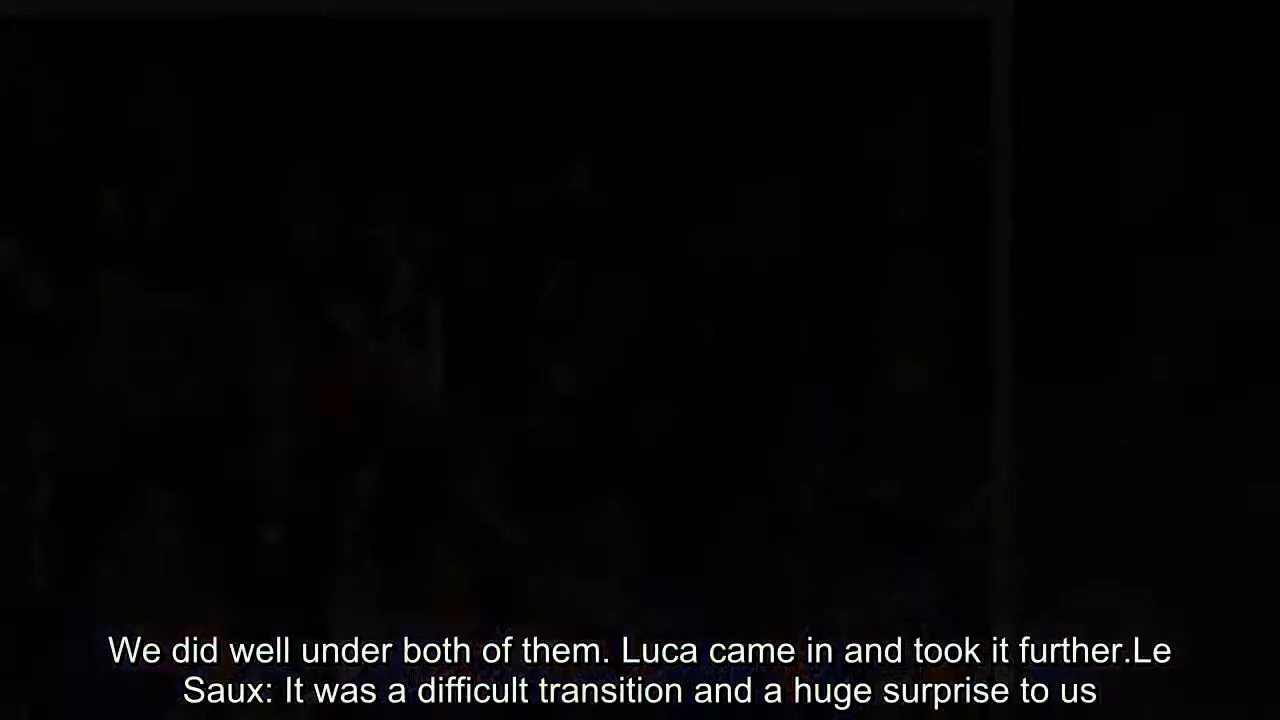 We did well under both of them. Luca came in and took it further.Le
Saux: It was a difficult transition and a huge surprise to us